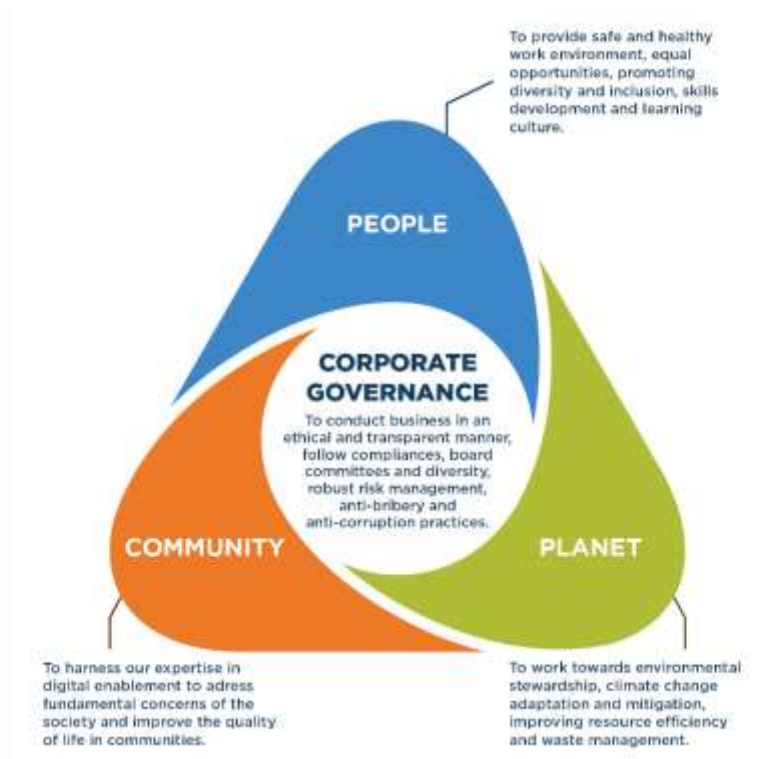 To provide safe and healthy
work environment, equal
opportunities, promoting
diversity and inclusion, skills
development and learning
culture.
PEOPLE
CORPORATE
GOVERNANCE
To conduct business in an
ethical and transparent manner,
follow compliances, board
committees and diversity,
robust risk management,
anti-bribery and
anti-corruption practices.
COMMUNITY
PLANET
To harness our expertise in
digital enablement to adress
fundamental concerns of the
society and improve the quality
of life in communities.
To work towards environmental
stewardship, climate change
adaptation and mitigation,
improving resource efficiency
and waste management.